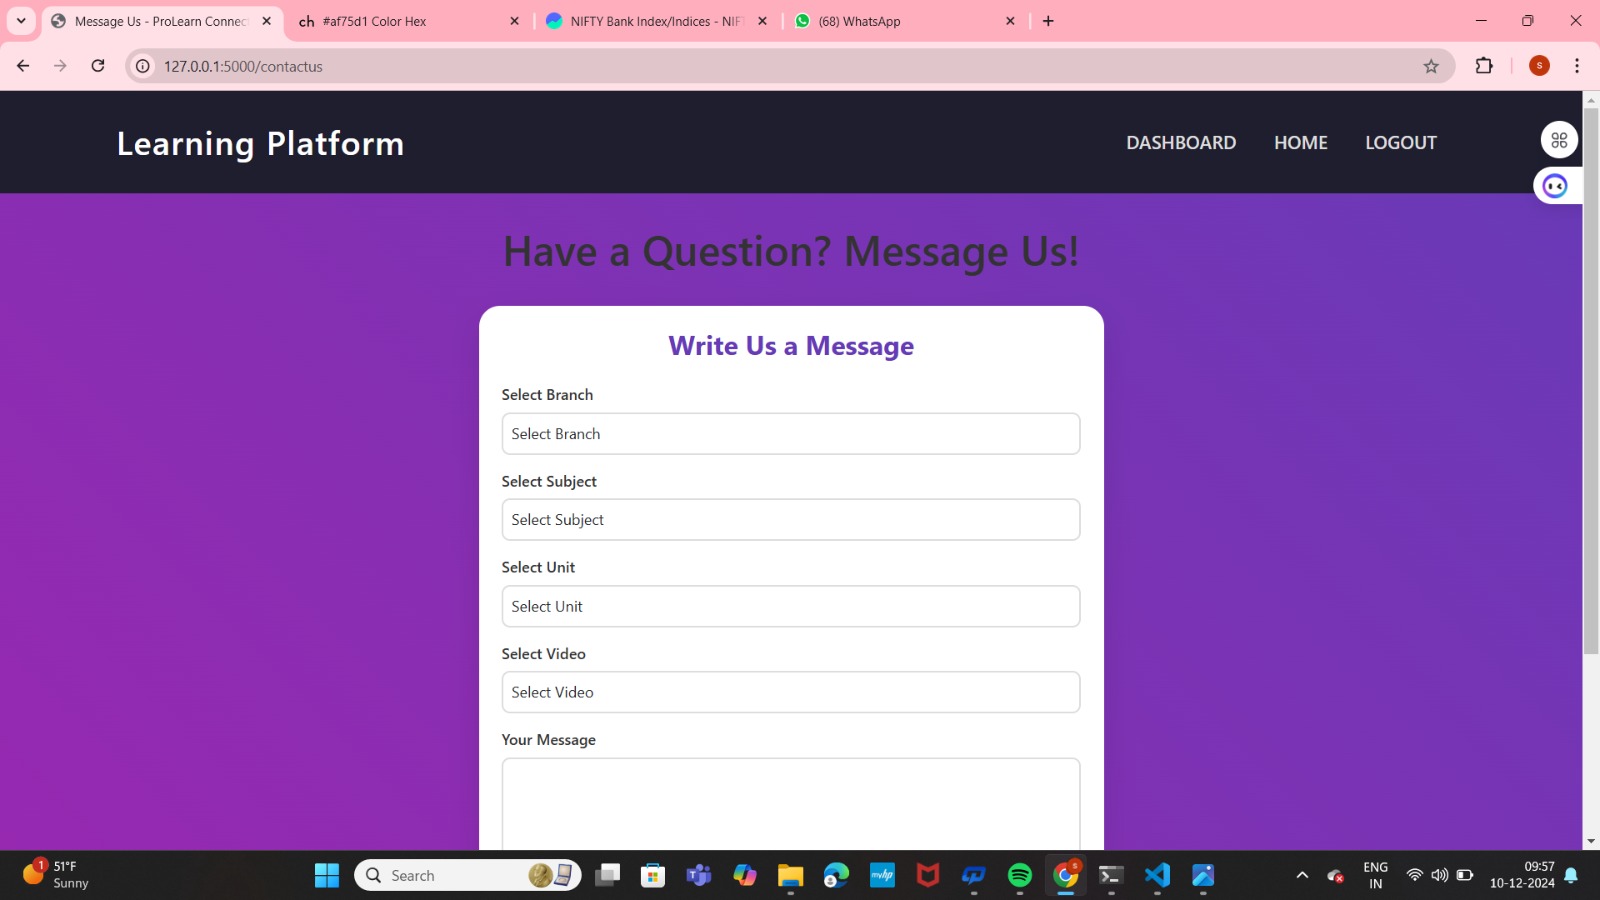 Message Us - ProLearn Connec
ch #af75d1 Color Hex
NIFTY Bank Index/Indices - NIF
(68) WhatsApp
127.0.0.1:5000/contactus
S
Learning Platform
DASHBOARD HOME LOGOUT
Have a Question? Message Us!
Write Us a Message
Select Branch
Select Branch
Select Subject
Select Subject
Select Unit
Select Unit
Select Video
Select Video
Your Message
1
51°F
Sunny
Search
myhp
ENG
IN
09:57
10-12-2024